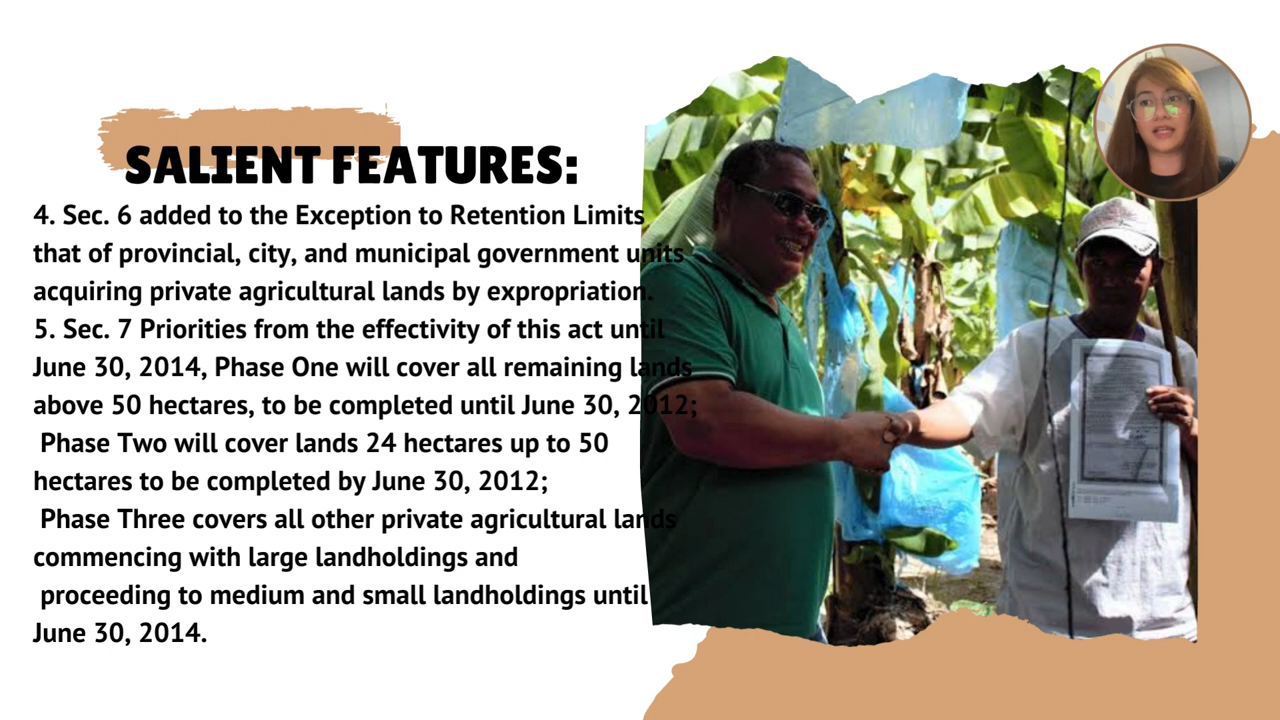 SALIENT FEATURES:
4. Sec. 6 added to the Exception to Retention Limits
that of provincial, city, and municipal government units
acquiring private agricultural lands by expropriation.
5. Sec. 7 Priorities from the effectivity of this act until
June 30, 2014, Phase One will cover all remaining lands
above 50 hectares, to be completed until June 30, 2012;
Phase Two will cover lands 24 hectares up to 50
hectares to be completed by June 30, 2012;
Phase Three covers all other private agricultural lands
commencing with large landholdings and
proceeding to medium and small landholdings until
June 30, 2014.